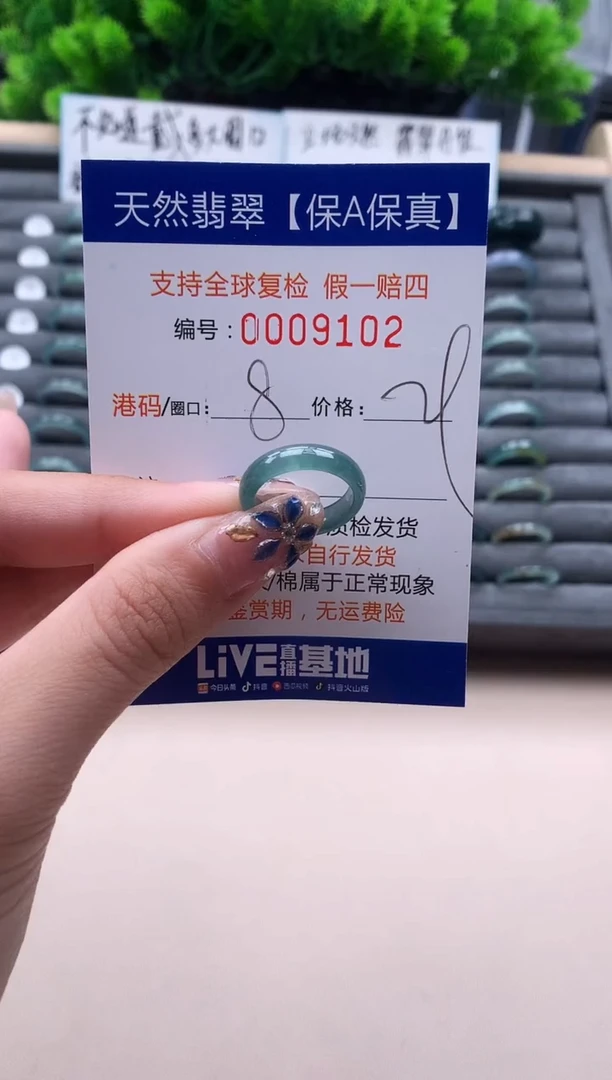 天然翡翠【保A保真】
支持全球复检 假一赔四
编号：0009102
港码/圈口：8 价格：
质检发货
自行发货
/棉属于正常现象
鉴赏期，无运费险
LiVE直播基地
今日头条 抖音 西瓜视频 抖音火山版